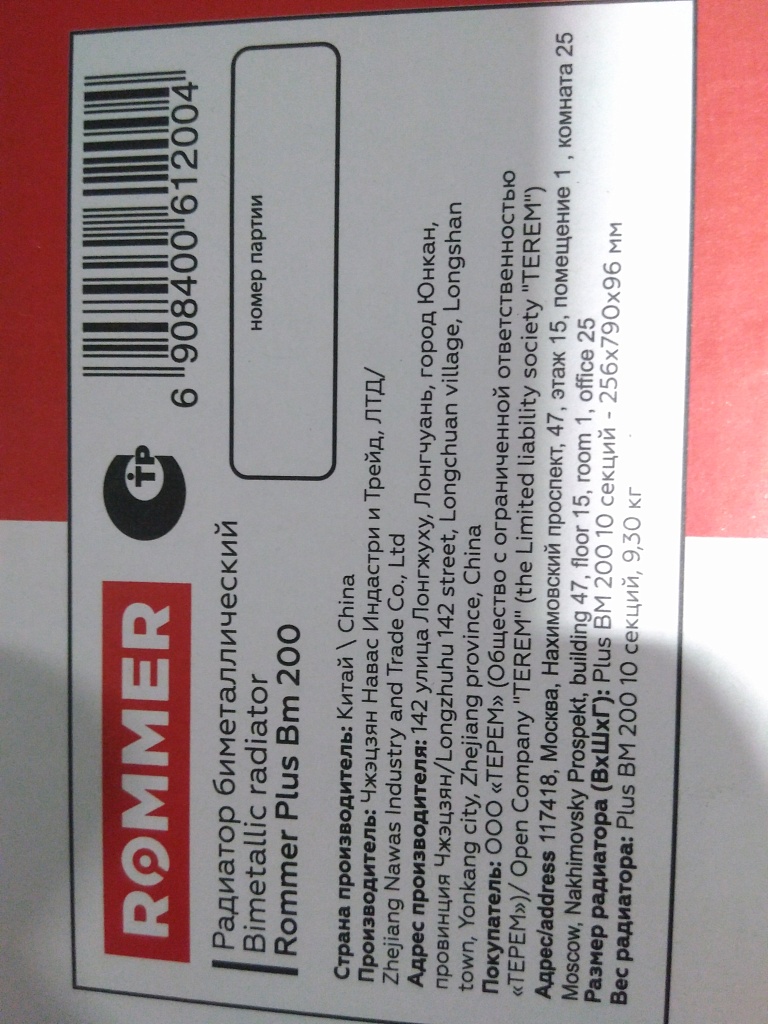 ROMMER
СТР
6 908400 612004
Радиатор биметаллический
Bimetallic radiator
Rommer Plus Bm 200
номер партии
Страна производитель: Китай \ China
Производитель: Чжэцзян Навас Индастри и Трейд, ЛТД/
Zhejiang Nawas Industry and Trade Co., Ltd
Адрес производителя: 142 улица Лонгжуху, Лонгчуань, город Юнкан,
провинция Чжэцзян/Longzhuhu 142 street, Longchuan village, Longshan
town, Yonkang city, Zhejiang province, China
Покупатель: ООО «ТЕРЕМ» (Общество с ограниченной ответственностью
«ТЕРЕМ»)/ Open Company "TEREM" (the Limited liability society "TEREM")
Адрес/address 117418, Москва, Нахимовский проспект, 47, этаж 15, помещение 1 , комната 25
Moscow, Nakhimovsky Prospekt, building 47, floor 15, room 1, office 25
Размер радиатора (ВхШхГ): Plus BM 200 10 секций - 256x790x96 мм
Вес радиатора: Plus BM 200 10 секций, 9,30 кг